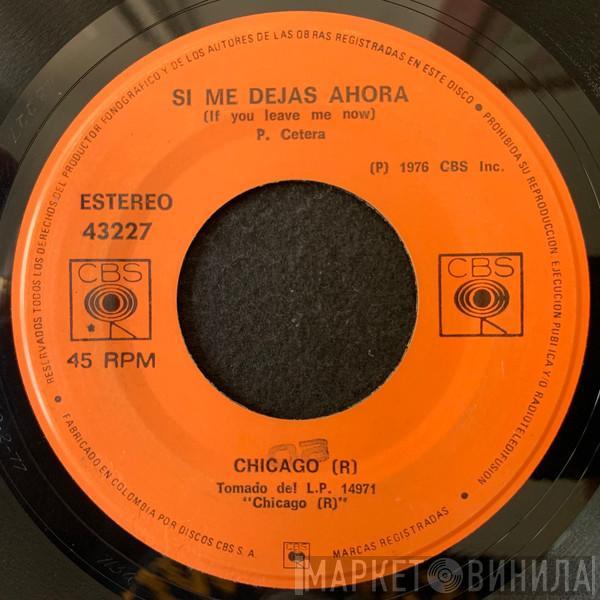 RESERVADOS TODOS LOS DERECHOS DEL PRODUCTOR FONOGRAFICO Y DE LOS AUTORES DE LAS OBRAS REGISTRADAS EN ESTE DISCO • PROHIBIDA SU REPRODUCCION, EJECUCION PUBLICA Y/O RADIOTELEDIFUSION
SI ME DEJAS AHORA
(If you leave me now)
P. Cetera
(P) 1976 CBS Inc.
ESTEREO
43227
CBS
CBS
45 RPM
CHICAGO (R)
Tomado del L.P. 14971
"Chicago (R)"
• FABRICADO EN COLOMBIA POR DISCOS CBS S.A.
CBS
MARCAS REGISTRADAS •
МАРКЕТ ВИНИЛА